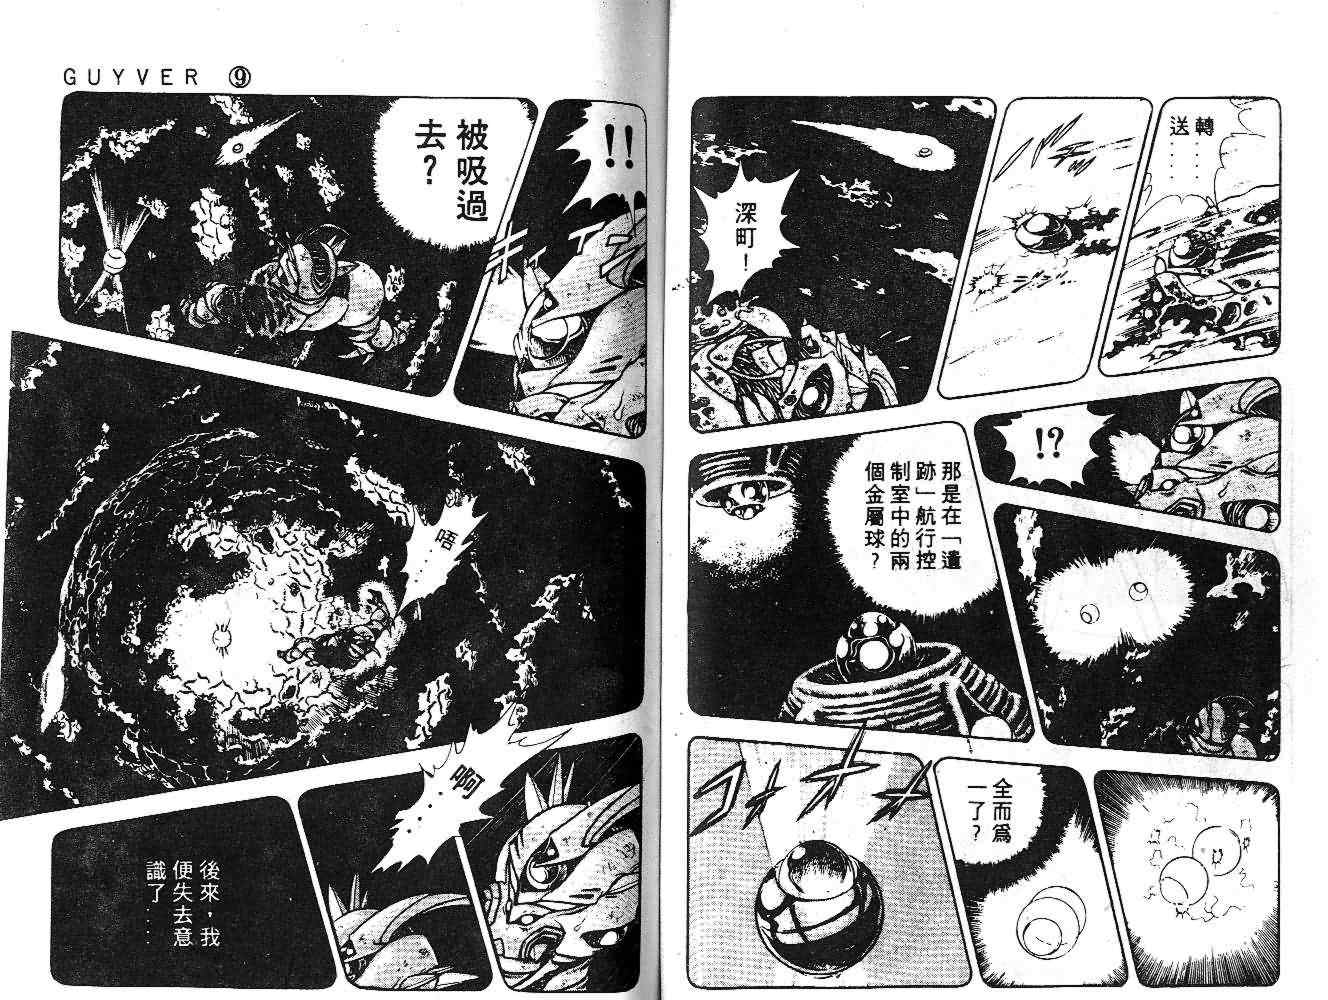 GUYVER ⑨
轉⋯⋯
送⋯⋯
深
町！
!?
那是在「遺
跡」航行控
制室中的兩
個金屬球？
全而爲
一了？
!!
被吸過
去？
唔⋯⋯
啊⋯⋯
後來，我
便失去意
識了⋯⋯